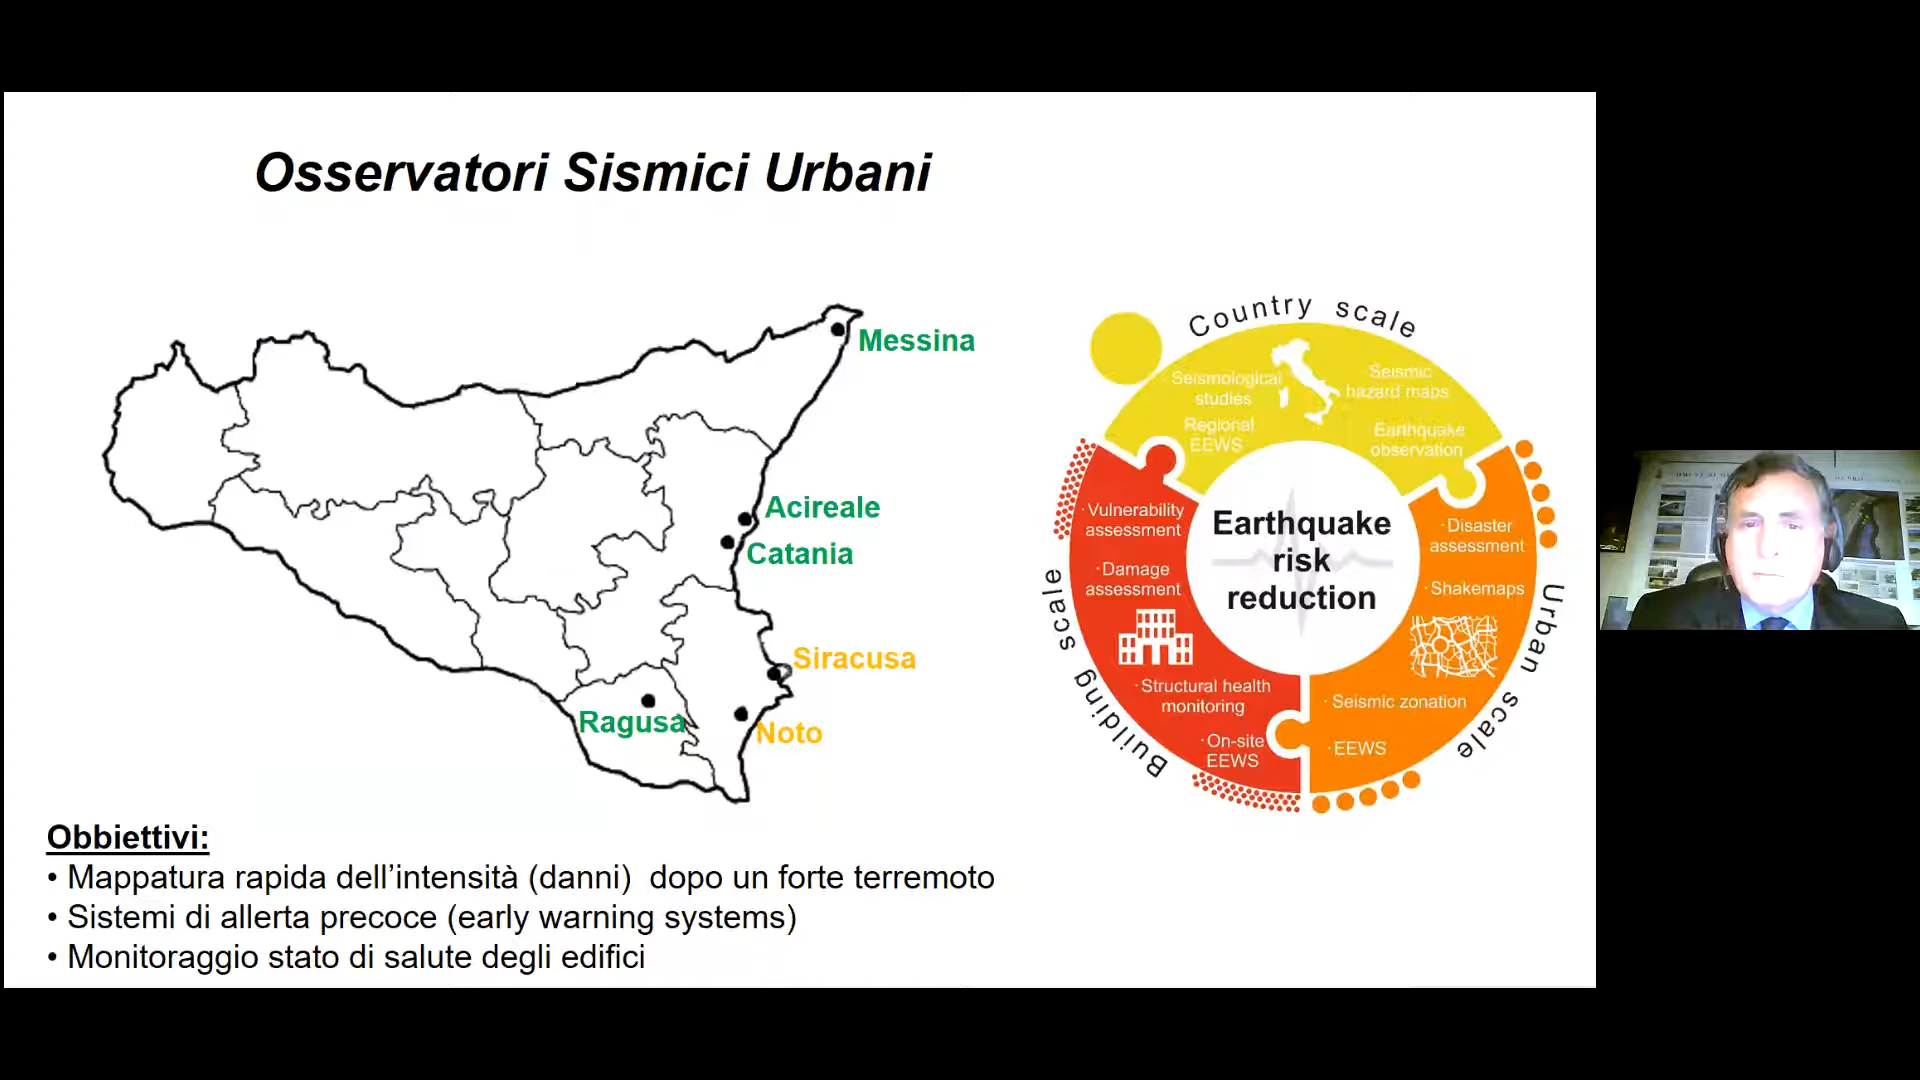 Osservatori Sismici Urbani
Messina
Acireale
Catania
Siracusa
Ragusa
Noto
Country scale
Seismological
studies
Regional
EEWS
Seismic
hazard maps
Earthquake
observation
·Vulnerability
assessment
·Damage
assessment
·Structural health
monitoring
·On-site
EEWS
Building scale
Earthquake
risk
reduction
·Disaster
assessment
·Shakemaps
·Seismic zonation
·EEWS
Urban scale
Obbiettivi:
• Mappatura rapida dell’intensità (danni)  dopo un forte terremoto
• Sistemi di allerta precoce (early warning systems)
• Monitoraggio stato di salute degli edifici